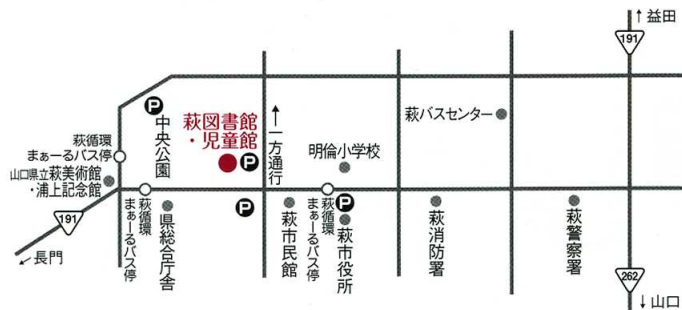 ↑益田
191
P
中央公園
萩図書館
・児童館
P
↑一方通行
明倫小学校
萩バスセンター
萩循環
まぁーるバス停
山口県立萩美術館
・浦上記念館
191
↙長門
萩循環
まぁーるバス停
県総合庁舎
P
萩市民館
萩循環
まぁーるバス停
P
萩市役所
萩消防署
萩警察署
262
↓山口